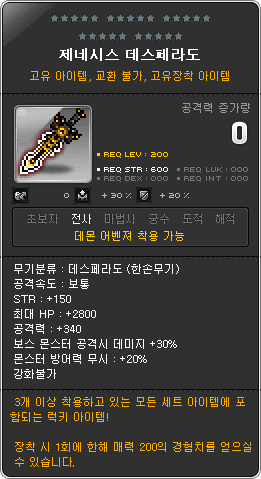 제네시스 데스페라도
고유 아이템, 교환 불가, 고유장착 아이템
공격력 증가량
0
REQ LEV : 200
REQ STR : 600 REQ LUK : 000
REQ DEX : 000 REQ INT : 000
0 +30% +20%
초보자 전사 마법사 궁수 도적 해적
데몬 어벤져 착용 가능
무기분류 : 데스페라도 (한손무기)
공격속도 : 보통
STR : +150
최대 HP : +2800
공격력 : +340
보스 몬스터 공격시 데미지 +30%
몬스터 방어력 무시 : +20%
강화불가
3개 이상 착용하고 있는 모든 세트 아이템에 포
함되는 럭키 아이템!
장착 시 1회에 한해 매력 200의 경험치를 얻으실
수 있습니다.